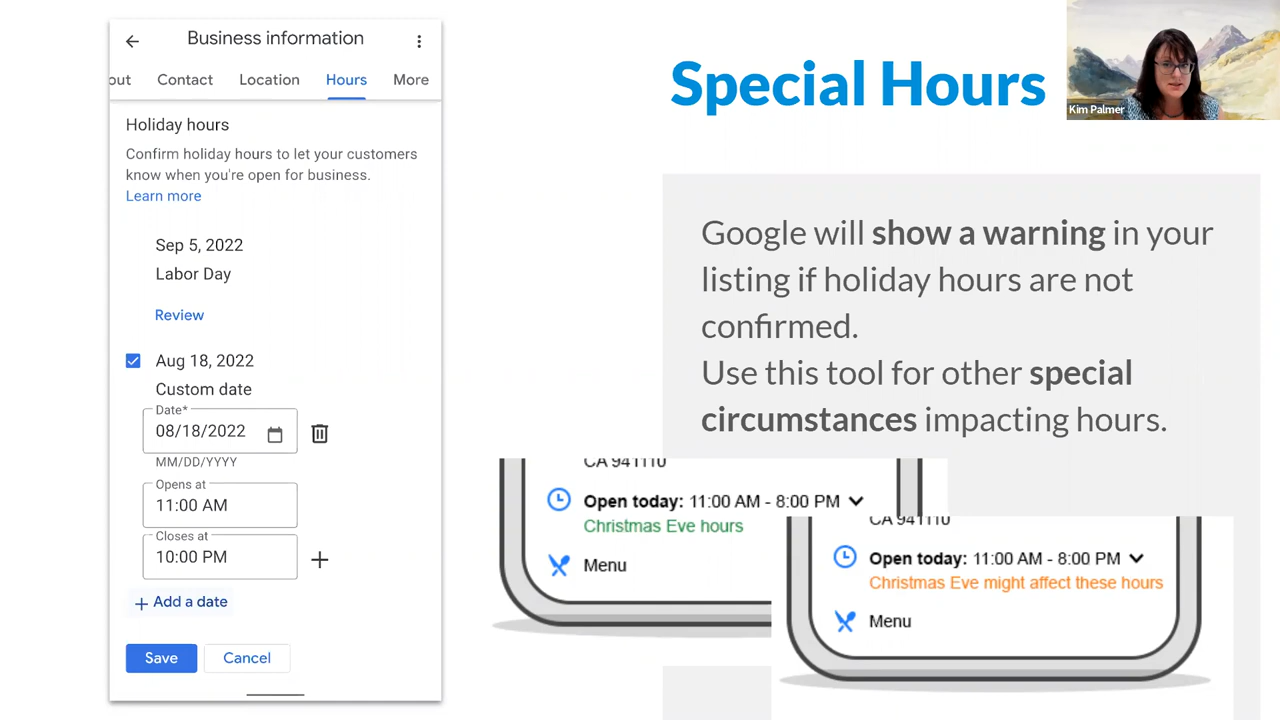 Business information
out Contact Location Hours More
Holiday hours
Confirm holiday hours to let your customers
know when you're open for business.
Learn more
Sep 5, 2022
Labor Day
Review
Aug 18, 2022
Custom date
Date*
08/18/2022
MM/DD/YYYY
Opens at
11:00 AM
Closes at
10:00 PM
+ Add a date
Save Cancel
Special Hours
Kim Palmer
Google will show a warning in your
listing if holiday hours are not
confirmed.
Use this tool for other special
circumstances impacting hours.
CA 941110
Open today: 11:00 AM - 8:00 PM
Christmas Eve hours
Menu
CA 941110
Open today: 11:00 AM - 8:00 PM
Christmas Eve might affect these hours
Menu